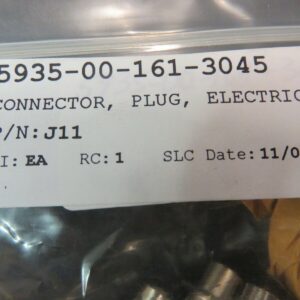 5935-00-161-3045
CONNECTOR, PLUG, ELECTRIC
P/N:J11
I: EA RC: 1 SLC Date: 11/0